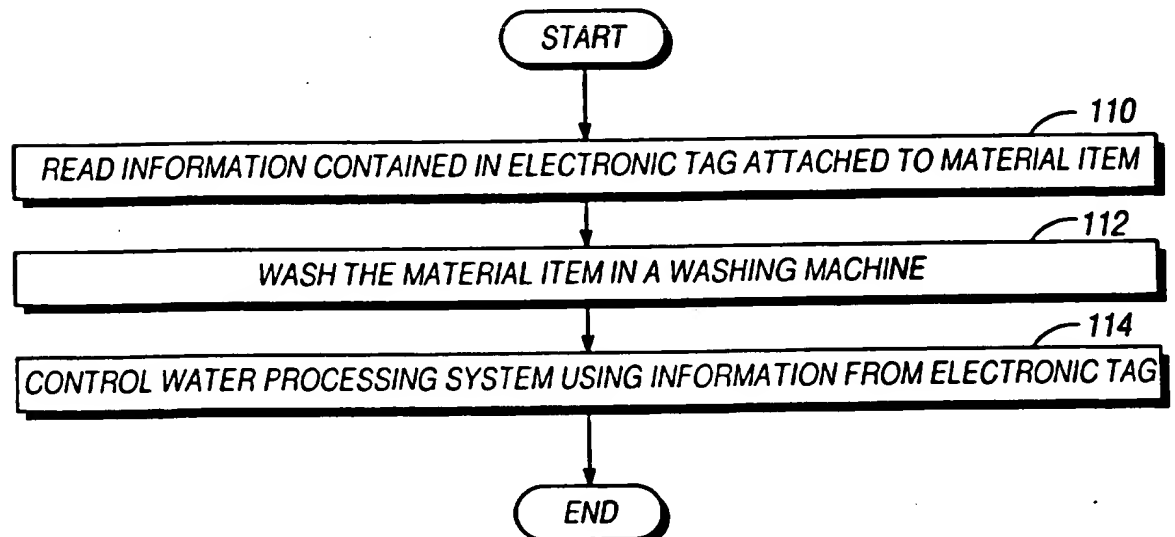 START
110
READ INFORMATION CONTAINED IN ELECTRONIC TAG ATTACHED TO MATERIAL ITEM
112
WASH THE MATERIAL ITEM IN A WASHING MACHINE
114
CONTROL WATER PROCESSING SYSTEM USING INFORMATION FROM ELECTRONIC TAG
END